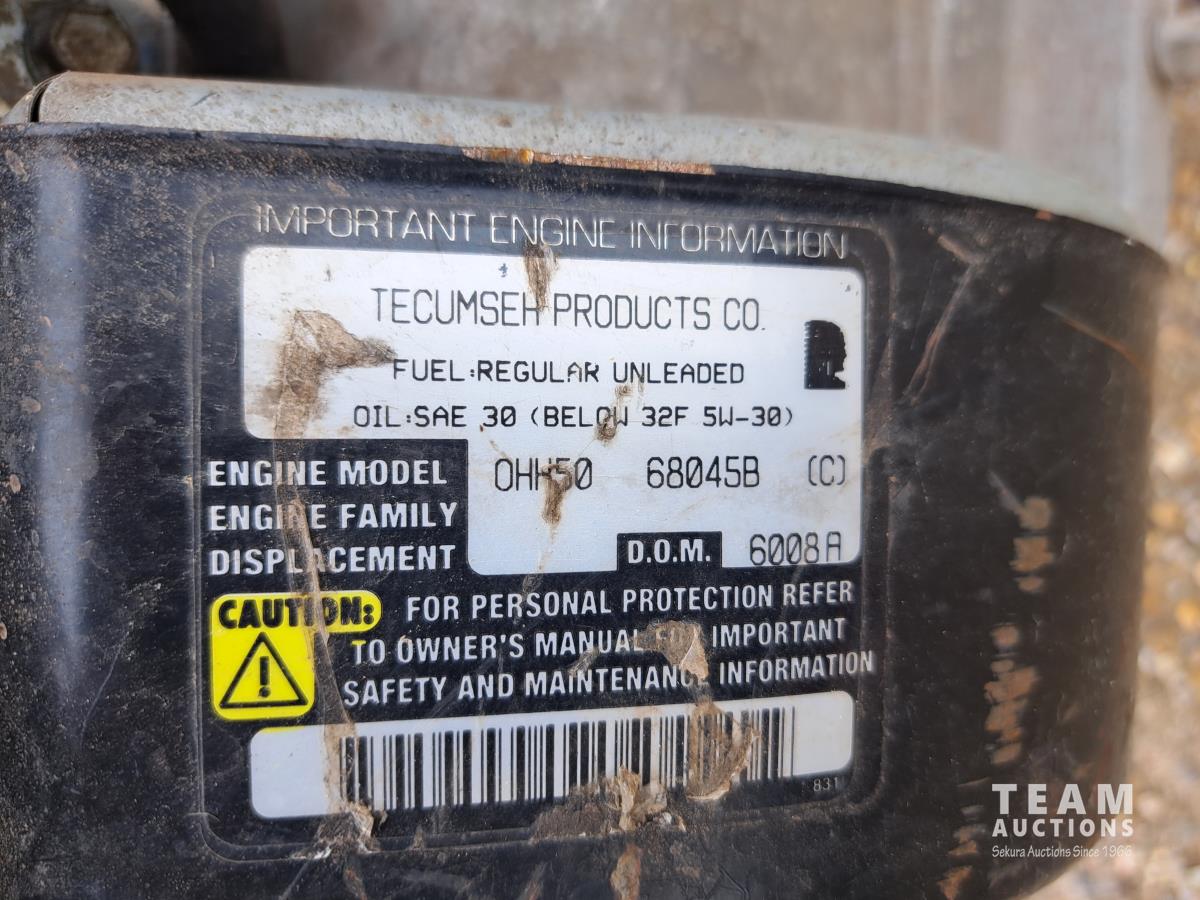 IMPORTANT ENGINE INFORMATION
TECUMSEH PRODUCTS CO.
FUEL:REGULAR UNLEADED
OIL:SAE 30 (BELOW 32F 5W-30)
ENGINE MODEL OHH50 68045B (C)
ENGINE FAMILY
DISPLACEMENT D.O.M. 6008A
CAUTION: FOR PERSONAL PROTECTION REFER
TO OWNER'S MANUAL FOR IMPORTANT
SAFETY AND MAINTENANCE INFORMATION
831
TEAM
AUCTIONS
Sekura Auctions Since 1966